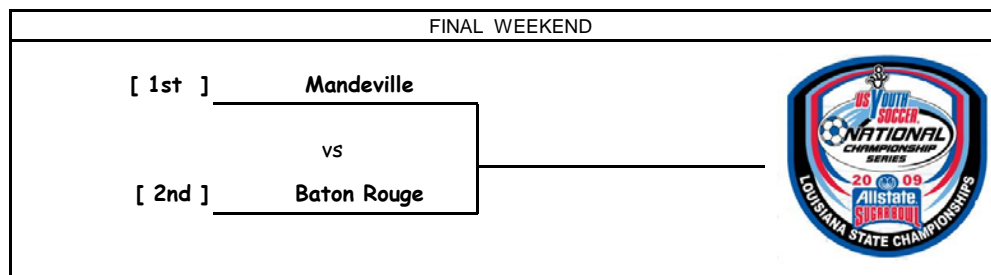 FINAL WEEKEND
[ 1st ] Mandeville
vs
[ 2nd ] Baton Rouge
US YOUTH
SOCCER
NATIONAL
CHAMPIONSHIP
SERIES
20 09
Allstate
SUGAR BOWL
LOUISIANA STATE CHAMPIONSHIPS